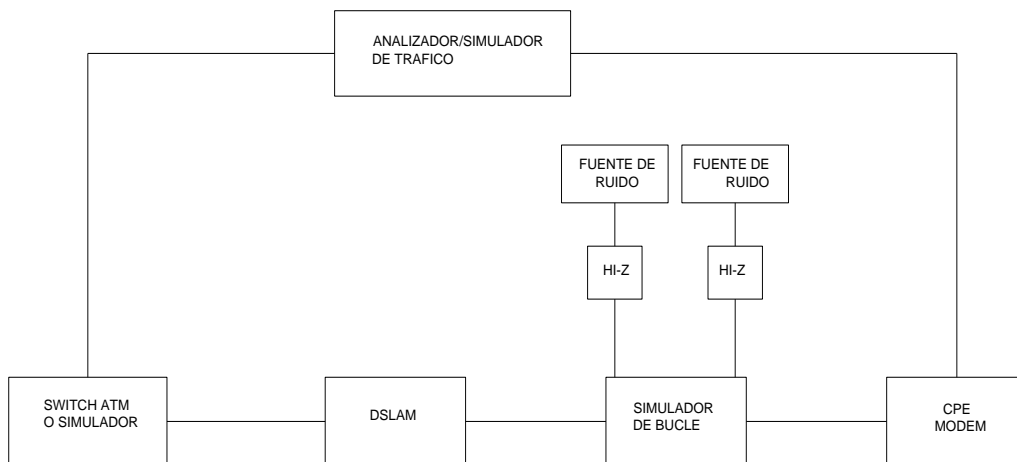 ANALIZADOR/SIMULADOR
DE TRAFICO
FUENTE DE
RUIDO
FUENTE DE
RUIDO
HI-Z
HI-Z
SWITCH ATM
O SIMULADOR
DSLAM
SIMULADOR
DE BUCLE
CPE
MODEM